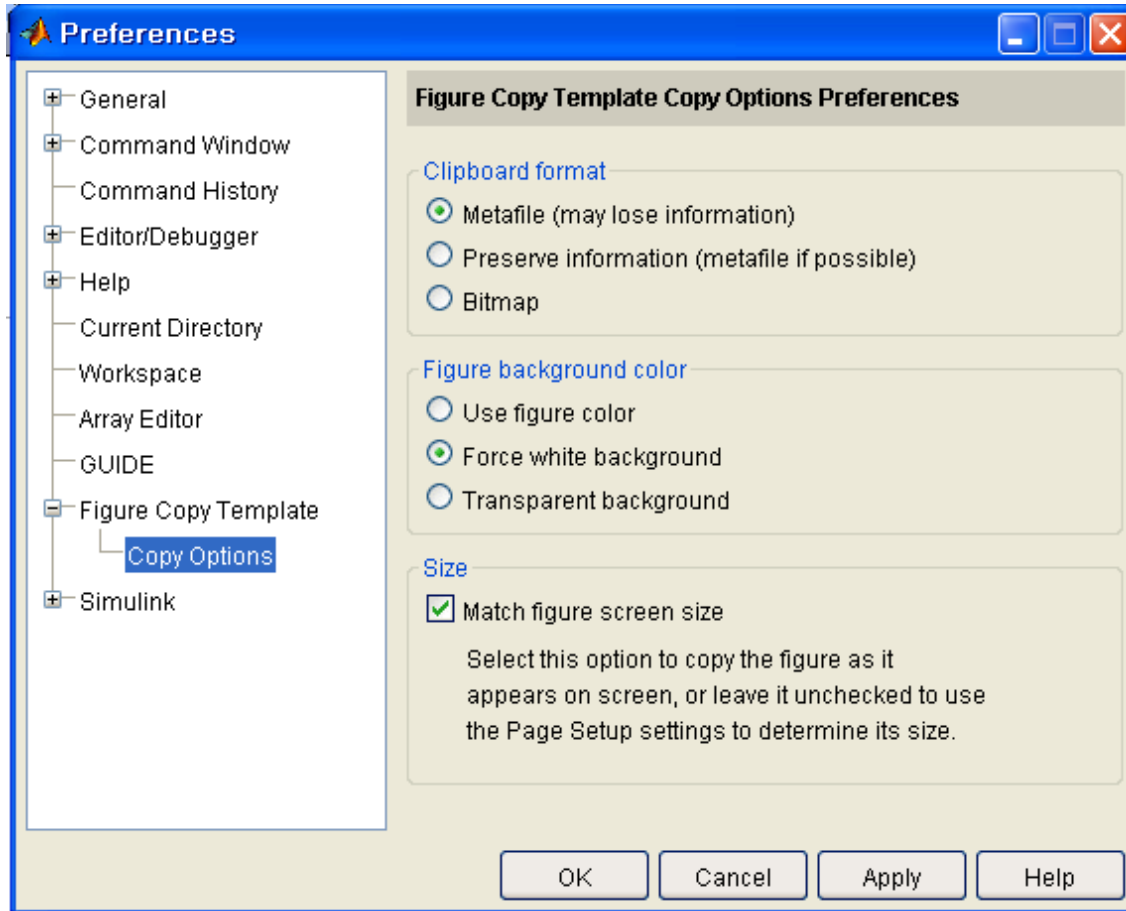 Preferences
General
Command Window
Command History
Editor/Debugger
Help
Current Directory
Workspace
Array Editor
GUIDE
Figure Copy Template
Copy Options
Simulink
Figure Copy Template Copy Options Preferences
Clipboard format
Metafile (may lose information)
Preserve information (metafile if possible)
Bitmap
Figure background color
Use figure color
Force white background
Transparent background
Size
Match figure screen size
Select this option to copy the figure as it
appears on screen, or leave it unchecked to use
the Page Setup settings to determine its size.
OK Cancel Apply Help